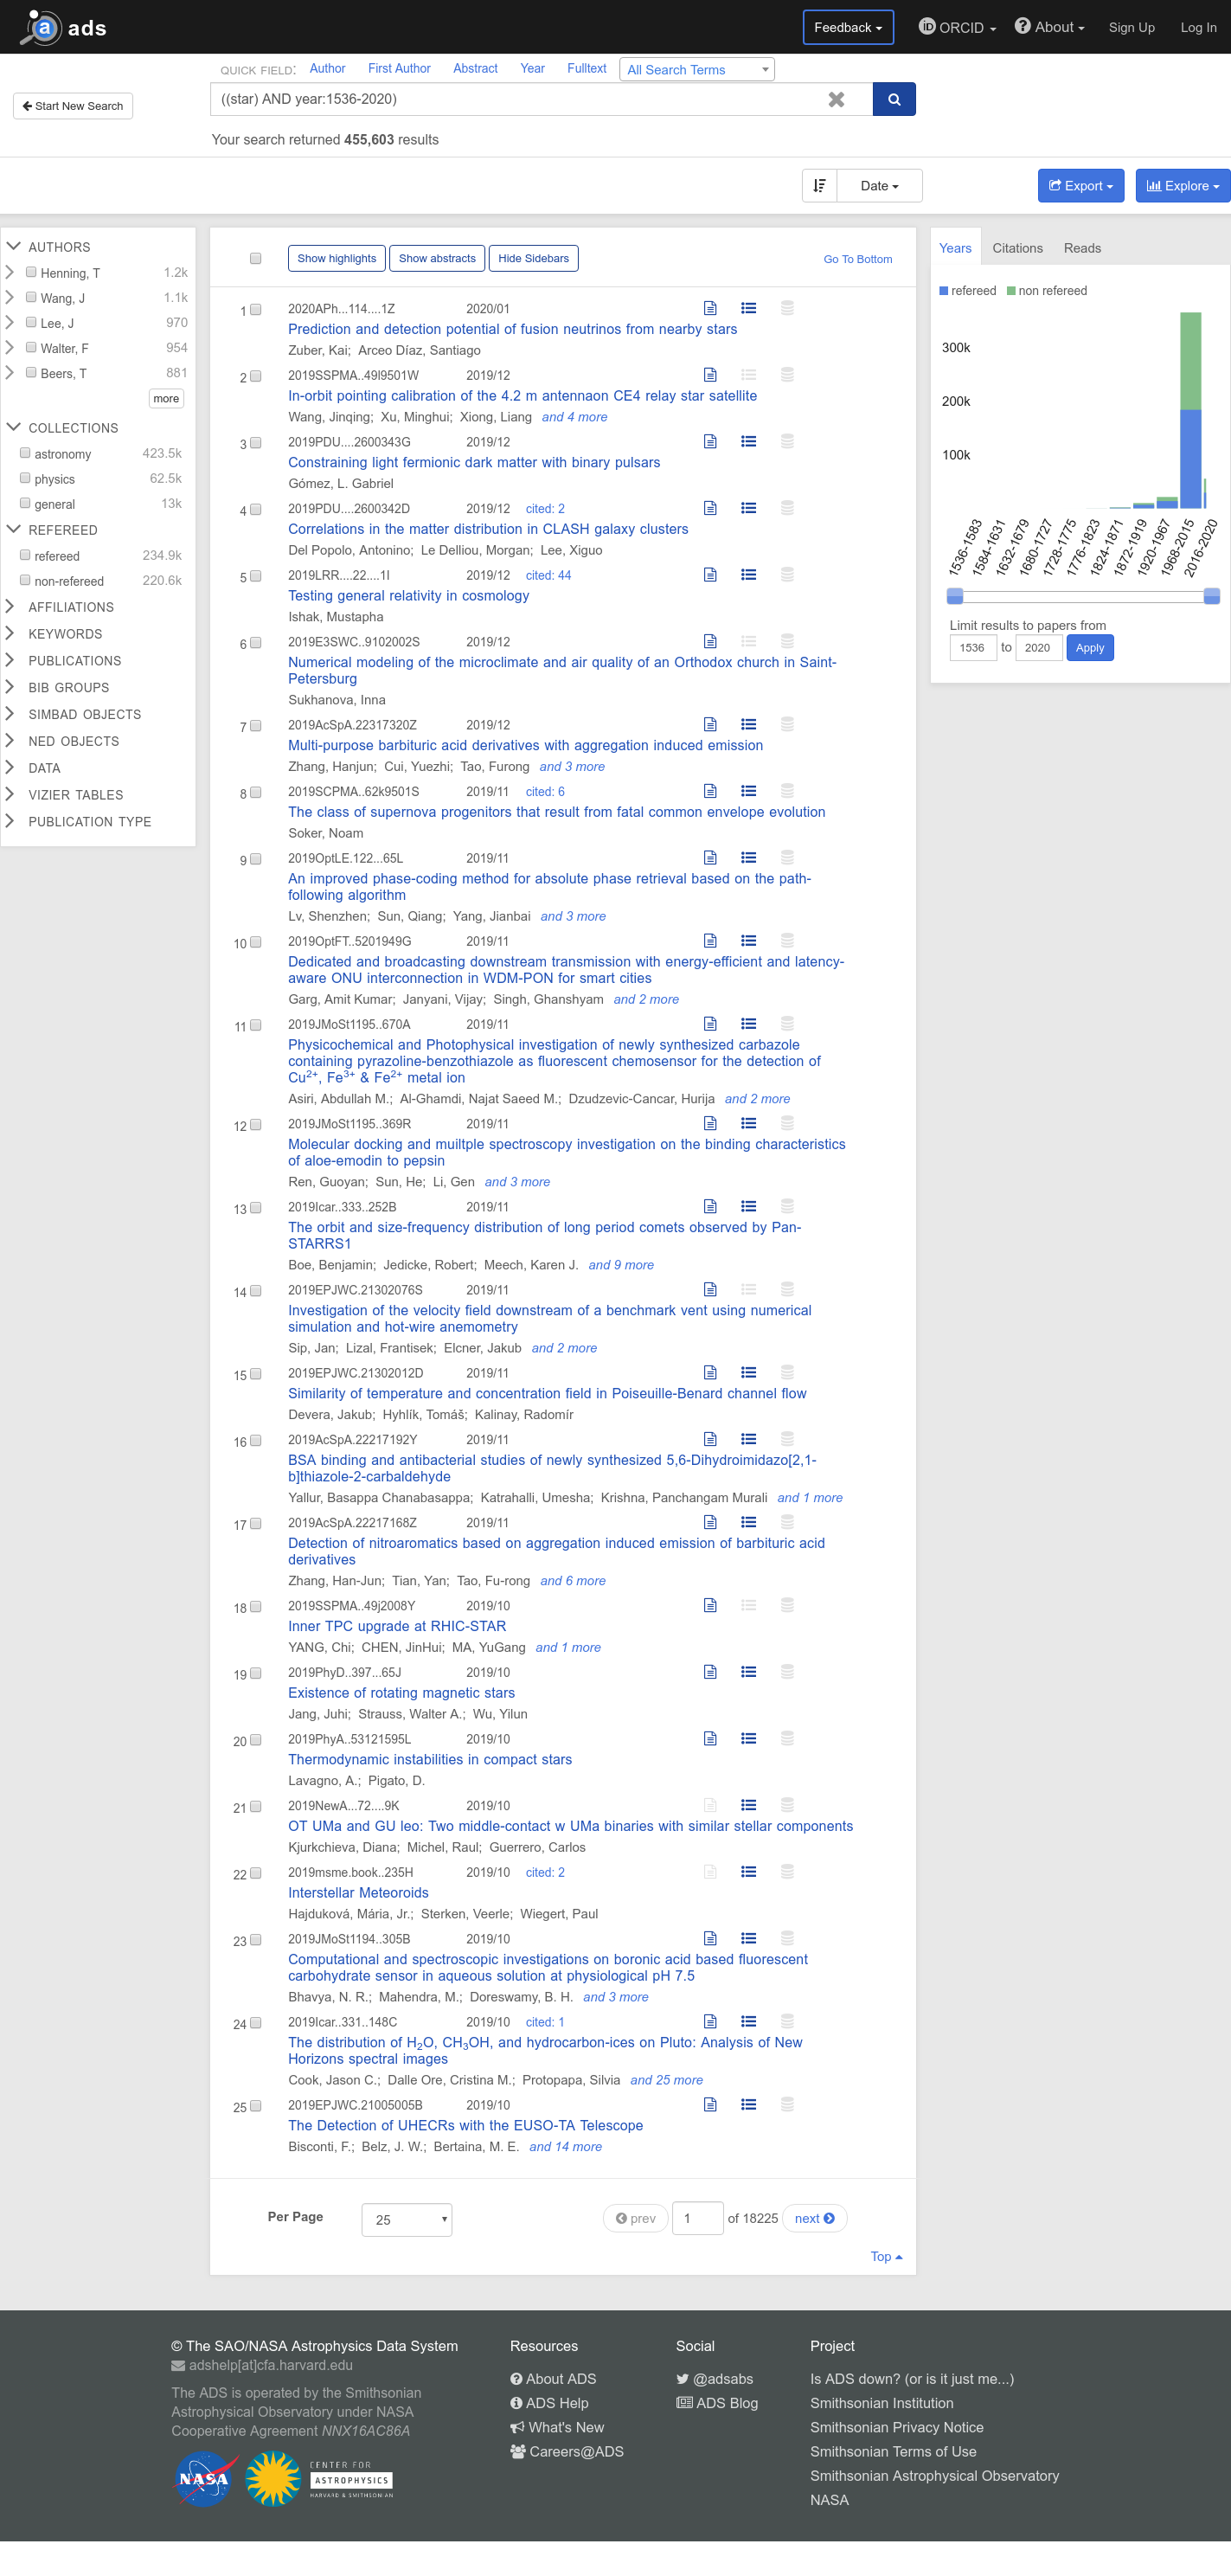 ads
Feedback
iD ORCID
About
Sign Up
Log In
QUICK FIELD: Author First Author Abstract Year Fulltext All Search Terms
Start New Search
((star) AND year:1536-2020)
Your search returned 455,603 results
Date
Export
Explore
AUTHORS
Henning, T 1.2k
Wang, J 1.1k
Lee, J 970
Walter, F 954
Beers, T 881
more
COLLECTIONS
astronomy 423.5k
physics 62.5k
general 13k
REFEREED
refereed 234.9k
non-refereed 220.6k
AFFILIATIONS
KEYWORDS
PUBLICATIONS
BIB GROUPS
SIMBAD OBJECTS
NED OBJECTS
DATA
VIZIER TABLES
PUBLICATION TYPE
Show highlights Show abstracts Hide Sidebars Go To Bottom
1 2020APh...114....1Z 2020/01
Prediction and detection potential of fusion neutrinos from nearby stars
Zuber, Kai; Arceo Díaz, Santiago
2 2019SSPMA..49l9501W 2019/12
In-orbit pointing calibration of the 4.2 m antennaon CE4 relay star satellite
Wang, Jinqing; Xu, Minghui; Xiong, Liang and 4 more
3 2019PDU....2600343G 2019/12
Constraining light fermionic dark matter with binary pulsars
Gómez, L. Gabriel
4 2019PDU....2600342D 2019/12 cited: 2
Correlations in the matter distribution in CLASH galaxy clusters
Del Popolo, Antonino; Le Delliou, Morgan; Lee, Xiguo
5 2019LRR....22....1I 2019/12 cited: 44
Testing general relativity in cosmology
Ishak, Mustapha
6 2019E3SWC..9102002S 2019/12
Numerical modeling of the microclimate and air quality of an Orthodox church in Saint-
Petersburg
Sukhanova, Inna
7 2019AcSpA.22317320Z 2019/12
Multi-purpose barbituric acid derivatives with aggregation induced emission
Zhang, Hanjun; Cui, Yuezhi; Tao, Furong and 3 more
8 2019SCPMA..62k9501S 2019/11 cited: 6
The class of supernova progenitors that result from fatal common envelope evolution
Soker, Noam
9 2019OptLE.122...65L 2019/11
An improved phase-coding method for absolute phase retrieval based on the path-
following algorithm
Lv, Shenzhen; Sun, Qiang; Yang, Jianbai and 3 more
10 2019OptFT..5201949G 2019/11
Dedicated and broadcasting downstream transmission with energy-efficient and latency-
aware ONU interconnection in WDM-PON for smart cities
Garg, Amit Kumar; Janyani, Vijay; Singh, Ghanshyam and 2 more
11 2019JMoSt1195..670A 2019/11
Physicochemical and Photophysical investigation of newly synthesized carbazole
containing pyrazoline-benzothiazole as fluorescent chemosensor for the detection of
Cu2+, Fe3+ & Fe2+ metal ion
Asiri, Abdullah M.; Al-Ghamdi, Najat Saeed M.; Dzudzevic-Cancar, Hurija and 2 more
12 2019JMoSt1195..369R 2019/11
Molecular docking and muiltple spectroscopy investigation on the binding characteristics
of aloe-emodin to pepsin
Ren, Guoyan; Sun, He; Li, Gen and 3 more
13 2019Icar..333..252B 2019/11
The orbit and size-frequency distribution of long period comets observed by Pan-
STARRS1
Boe, Benjamin; Jedicke, Robert; Meech, Karen J. and 9 more
14 2019EPJWC.21302076S 2019/11
Investigation of the velocity field downstream of a benchmark vent using numerical
simulation and hot-wire anemometry
Sip, Jan; Lizal, Frantisek; Elcner, Jakub and 2 more
15 2019EPJWC.21302012D 2019/11
Similarity of temperature and concentration field in Poiseuille-Benard channel flow
Devera, Jakub; Hyhlík, Tomáš; Kalinay, Radomír
16 2019AcSpA.22217192Y 2019/11
BSA binding and antibacterial studies of newly synthesized 5,6-Dihydroimidazo[2,1-
b]thiazole-2-carbaldehyde
Yallur, Basappa Chanabasappa; Katrahalli, Umesha; Krishna, Panchangam Murali and 1 more
17 2019AcSpA.22217168Z 2019/11
Detection of nitroaromatics based on aggregation induced emission of barbituric acid
derivatives
Zhang, Han-Jun; Tian, Yan; Tao, Fu-rong and 6 more
18 2019SSPMA..49j2008Y 2019/10
Inner TPC upgrade at RHIC-STAR
YANG, Chi; CHEN, JinHui; MA, YuGang and 1 more
19 2019PhyD..397...65J 2019/10
Existence of rotating magnetic stars
Jang, Juhi; Strauss, Walter A.; Wu, Yilun
20 2019PhyA..53121595L 2019/10
Thermodynamic instabilities in compact stars
Lavagno, A.; Pigato, D.
21 2019NewA...72....9K 2019/10
OT UMa and GU leo: Two middle-contact w UMa binaries with similar stellar components
Kjurkchieva, Diana; Michel, Raul; Guerrero, Carlos
22 2019msme.book..235H 2019/10 cited: 2
Interstellar Meteoroids
Hajduková, Mária, Jr.; Sterken, Veerle; Wiegert, Paul
23 2019JMoSt1194..305B 2019/10
Computational and spectroscopic investigations on boronic acid based fluorescent
carbohydrate sensor in aqueous solution at physiological pH 7.5
Bhavya, N. R.; Mahendra, M.; Doreswamy, B. H. and 3 more
24 2019Icar..331..148C 2019/10 cited: 1
The distribution of H2O, CH3OH, and hydrocarbon-ices on Pluto: Analysis of New
Horizons spectral images
Cook, Jason C.; Dalle Ore, Cristina M.; Protopapa, Silvia and 25 more
25 2019EPJWC.21005005B 2019/10
The Detection of UHECRs with the EUSO-TA Telescope
Bisconti, F.; Belz, J. W.; Bertaina, M. E. and 14 more
Per Page 25 prev 1 of 18225 next
Top
Years Citations Reads
refereed non refereed
300k
200k
100k
1536-1583
1584-1631
1632-1679
1680-1727
1728-1775
1776-1823
1824-1871
1872-1919
1920-1967
1968-2015
2016-2020
Limit results to papers from
1536 to 2020 Apply
© The SAO/NASA Astrophysics Data System
adshelp[at]cfa.harvard.edu
The ADS is operated by the Smithsonian
Astrophysical Observatory under NASA
Cooperative Agreement NNX16AC86A
NASA
CENTER FOR
ASTROPHYSICS
HARVARD & SMITHSONIAN
Resources
About ADS
ADS Help
What's New
Careers@ADS
Social
@adsabs
ADS Blog
Project
Is ADS down? (or is it just me...)
Smithsonian Institution
Smithsonian Privacy Notice
Smithsonian Terms of Use
Smithsonian Astrophysical Observatory
NASA